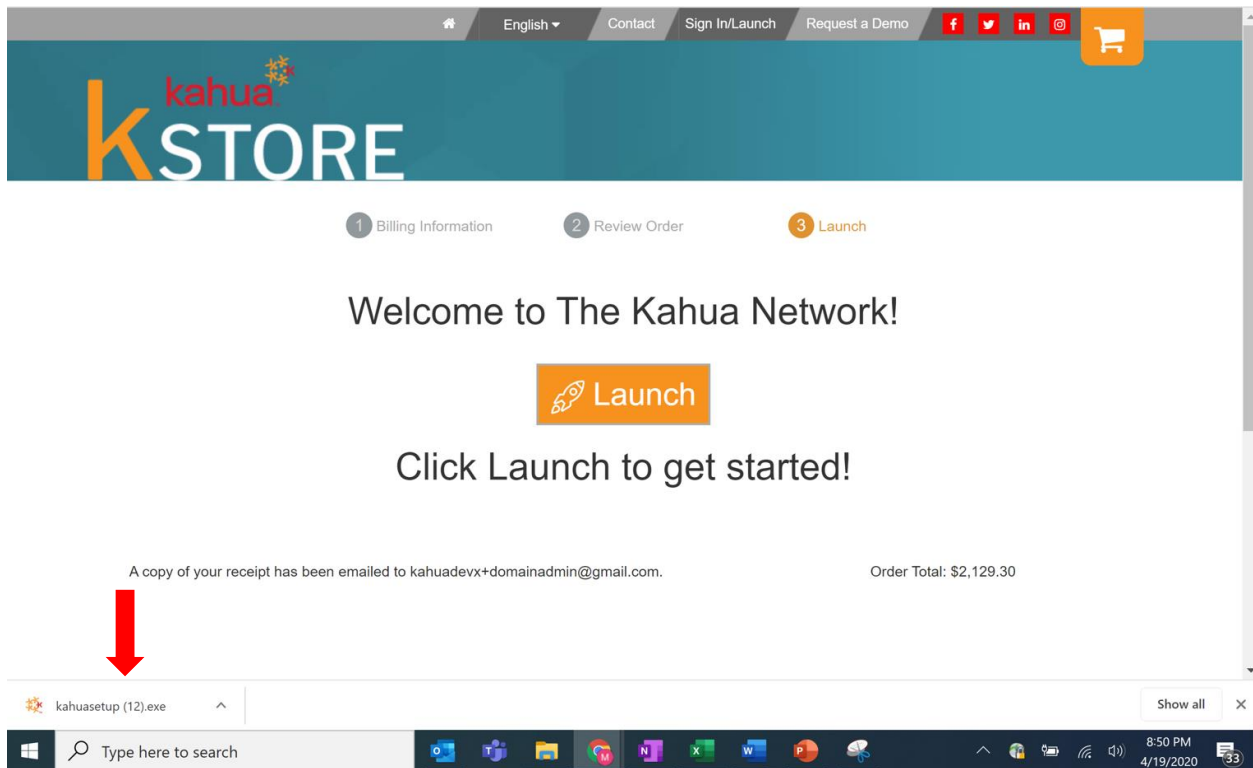 English
Contact
Sign In/Launch
Request a Demo
kahua
kSTORE
1 Billing Information
2 Review Order
3 Launch
Welcome to The Kahua Network!
Launch
Click Launch to get started!
A copy of your receipt has been emailed to kahuadevx+domainadmin@gmail.com.
Order Total: $2,129.30
kahuasetup (12).exe
Show all
Type here to search
8:50 PM
4/19/2020
33